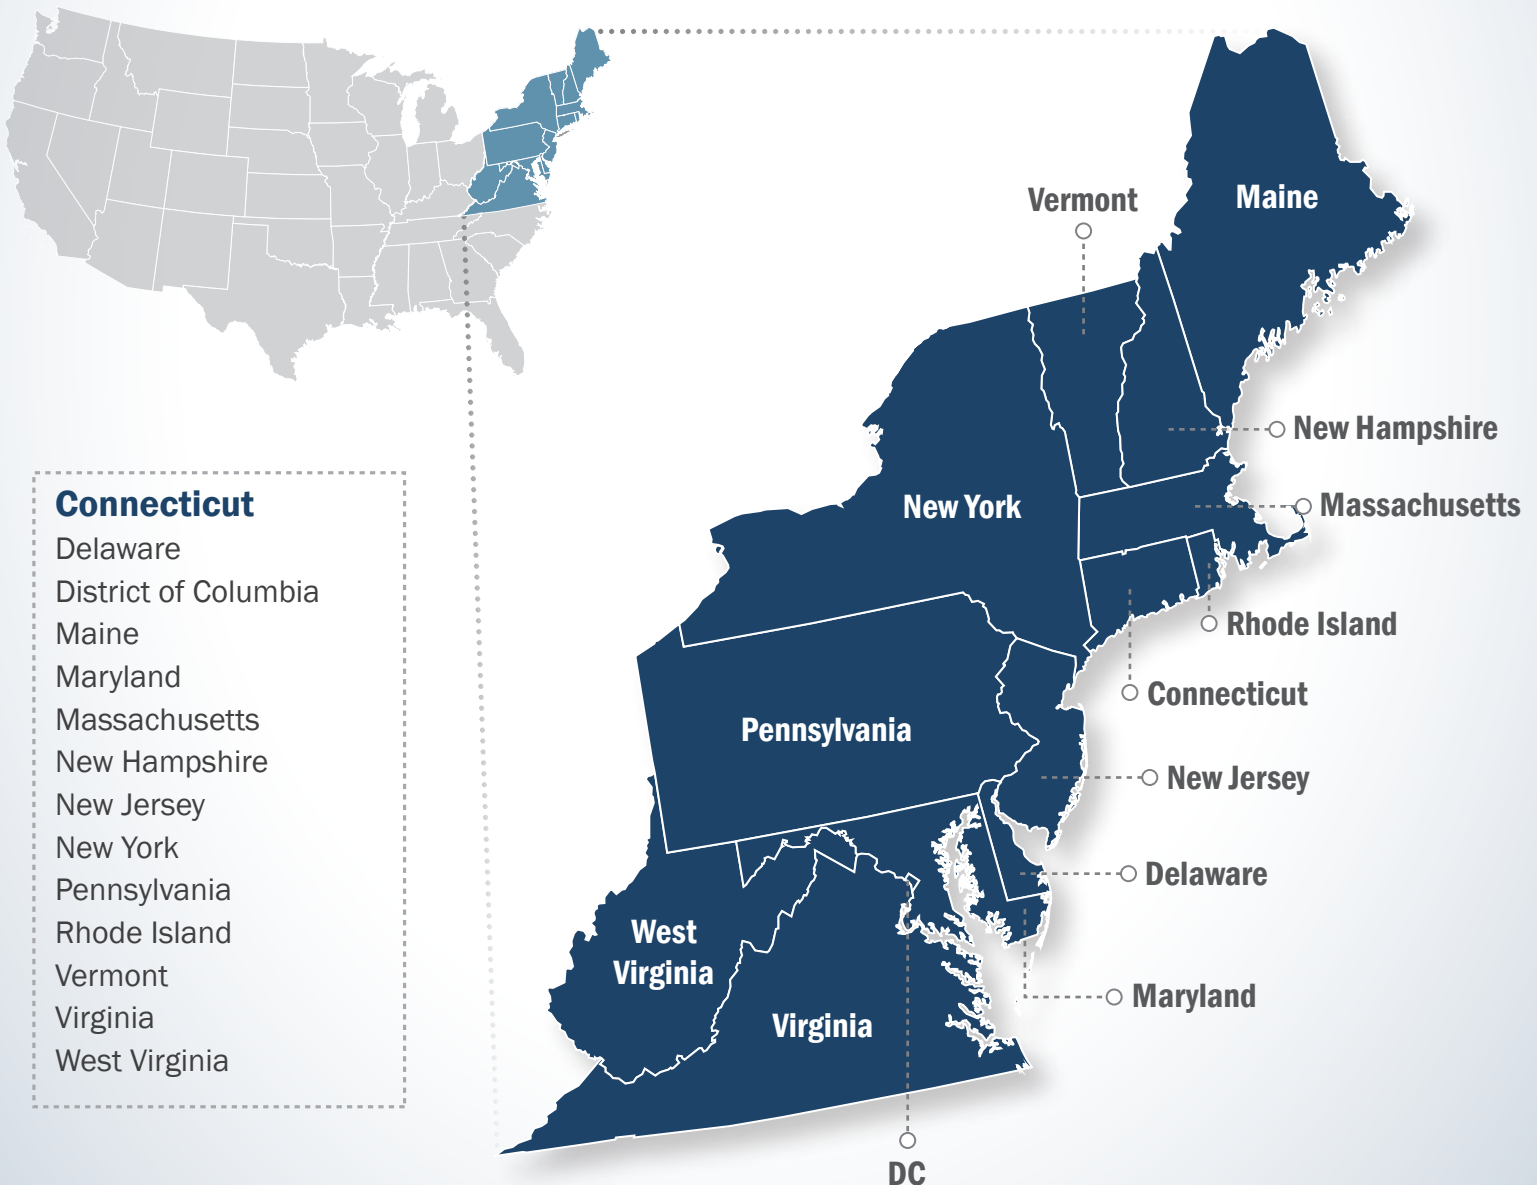 Connecticut
Delaware
District of Columbia
Maine
Maryland
Massachusetts
New Hampshire
New Jersey
New York
Pennsylvania
Rhode Island
Vermont
Virginia
West Virginia
Vermont
Maine
New Hampshire
New York
Massachusetts
Rhode Island
Connecticut
Pennsylvania
New Jersey
Delaware
West
Virginia
Maryland
Virginia
DC